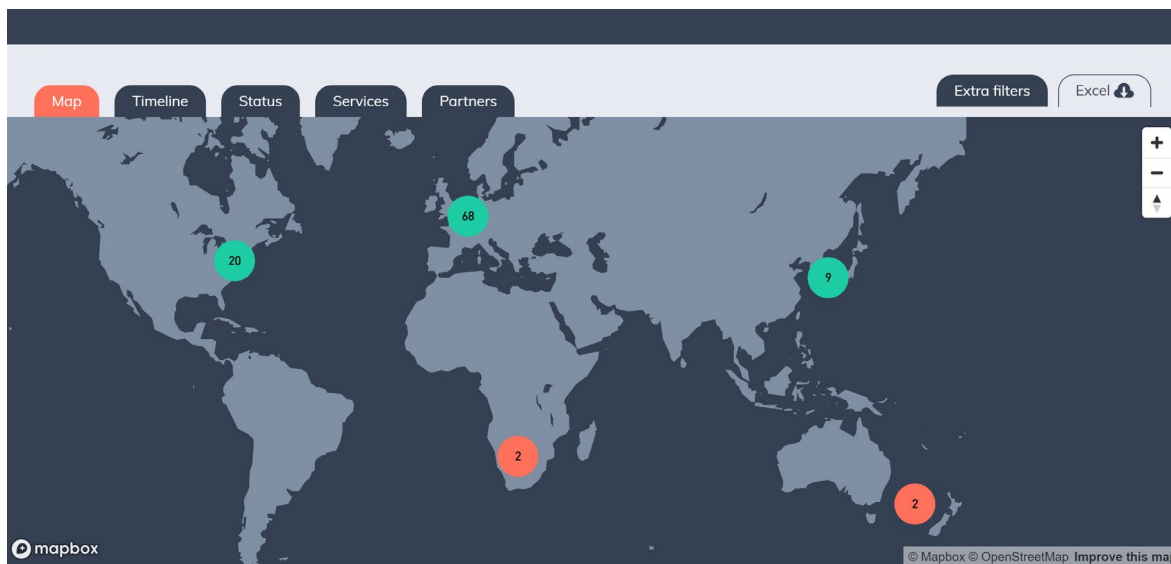 Map Timeline Status Services Partners Extra filters Excel
+
−
68
20
9
2
2
mapbox
© Mapbox © OpenStreetMap Improve this map